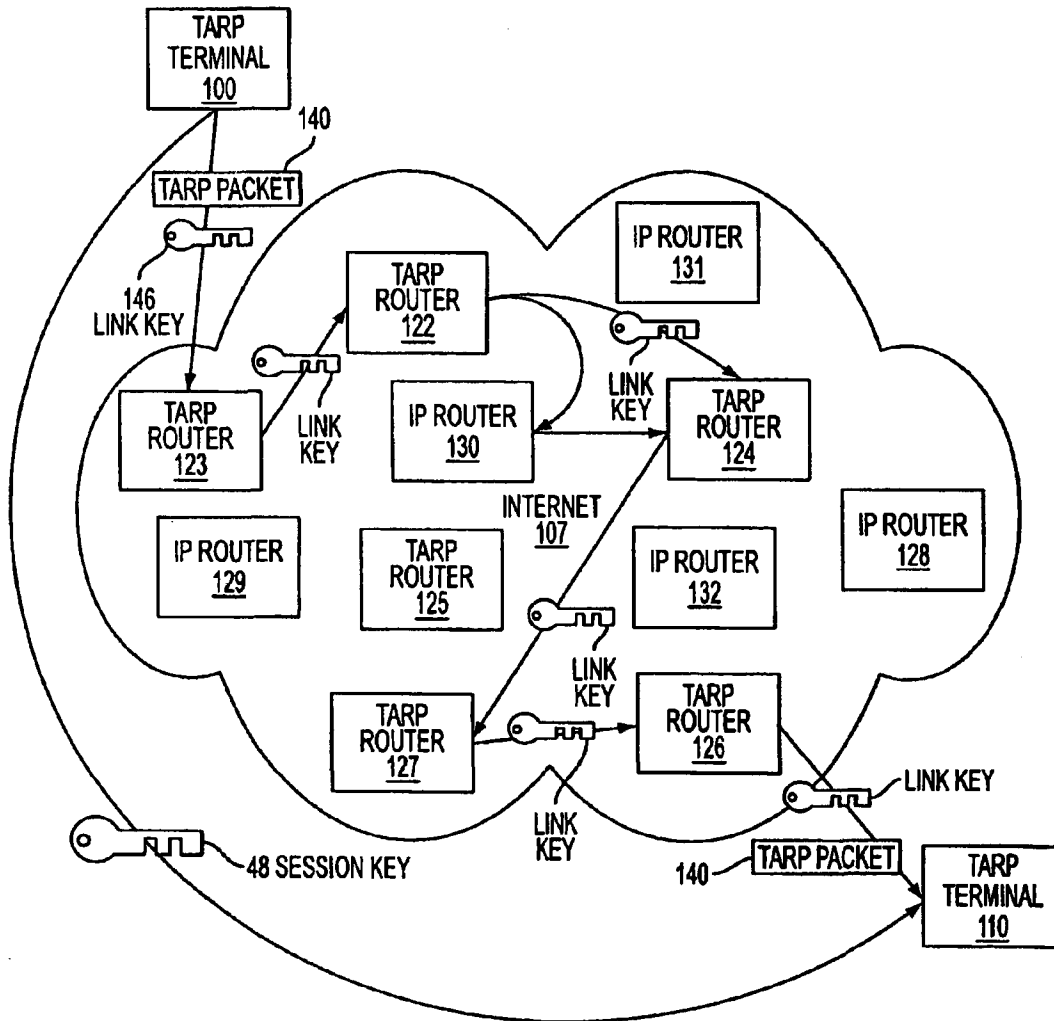 TARP
TERMINAL
100
140
TARP PACKET
146
LINK KEY
IP ROUTER
131
TARP
ROUTER
122
LINK
KEY
LINK
KEY
TARP
ROUTER
123
IP ROUTER
130
TARP
ROUTER
124
INTERNET
107
IP ROUTER
129
TARP
ROUTER
125
IP ROUTER
132
IP ROUTER
128
LINK
KEY
TARP
ROUTER
127
TARP
ROUTER
126
LINK
KEY
LINK KEY
48 SESSION KEY
140
TARP PACKET
TARP
TERMINAL
110